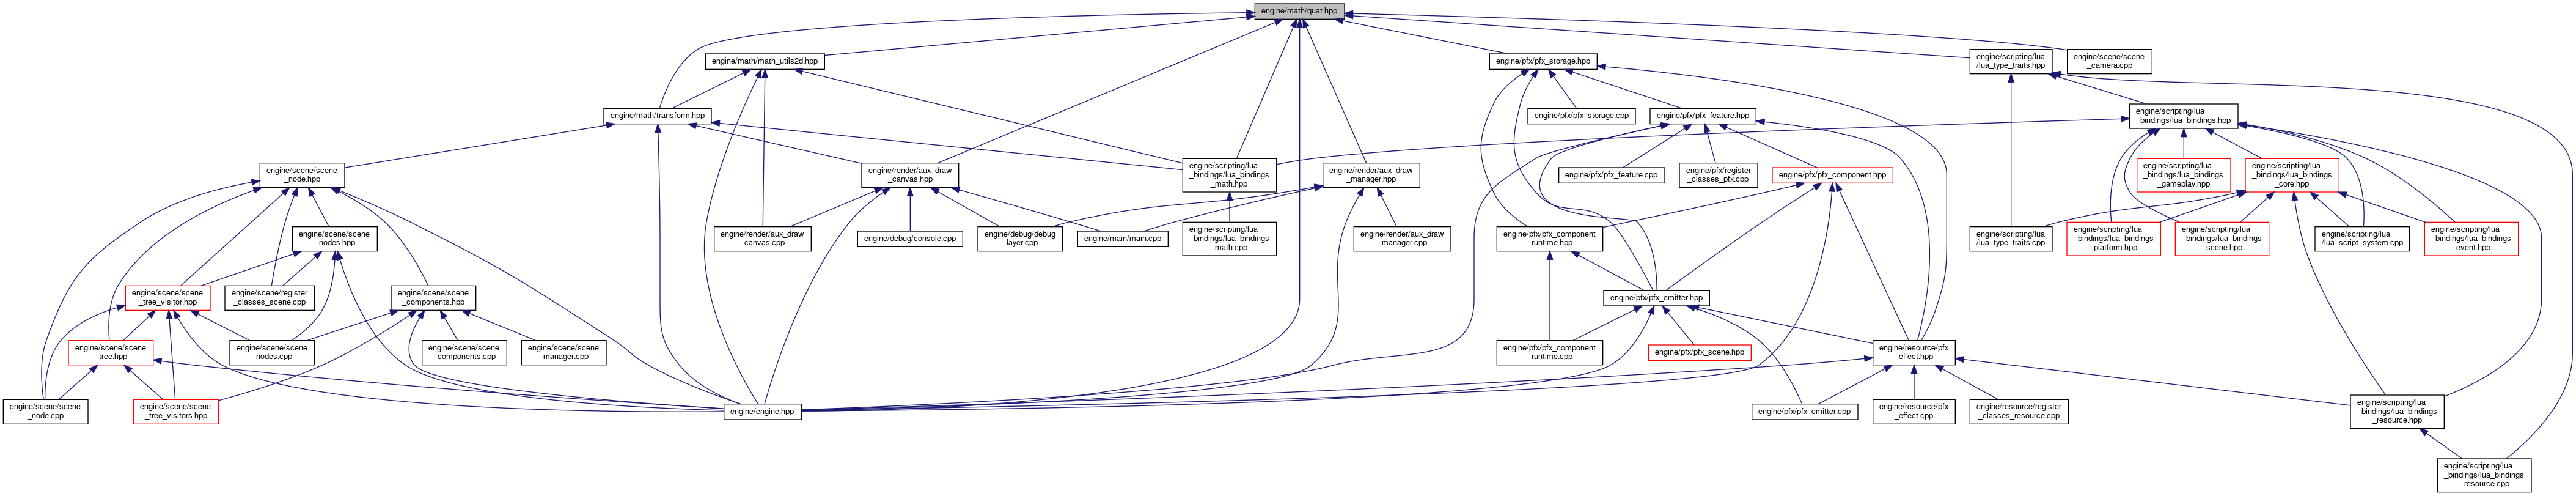 engine/math/quat.hpp
engine/math/math_utils2d.hpp
engine/pfx/pfx_storage.hpp
engine/scripting/lua
/lua_type_traits.hpp
engine/scene/scene
_camera.cpp
engine/math/transform.hpp
engine/pfx/pfx_storage.cpp
engine/pfx/pfx_feature.hpp
engine/scripting/lua
_bindings/lua_bindings.hpp
engine/scene/scene
_node.hpp
engine/render/aux_draw
_canvas.hpp
engine/scripting/lua
_bindings/lua_bindings
_math.hpp
engine/render/aux_draw
_manager.hpp
engine/pfx/pfx_feature.cpp
engine/pfx/register
_classes_pfx.cpp
engine/pfx/pfx_component.hpp
engine/scripting/lua
_bindings/lua_bindings
_gameplay.hpp
engine/scripting/lua
_bindings/lua_bindings
_core.hpp
engine/scene/scene
_nodes.hpp
engine/render/aux_draw
_canvas.cpp
engine/debug/console.cpp
engine/debug/debug
_layer.cpp
engine/main/main.cpp
engine/scripting/lua
_bindings/lua_bindings
_math.cpp
engine/render/aux_draw
_manager.cpp
engine/pfx/pfx_component
_runtime.hpp
engine/scripting/lua
/lua_type_traits.cpp
engine/scripting/lua
_bindings/lua_bindings
_platform.hpp
engine/scripting/lua
_bindings/lua_bindings
_scene.hpp
engine/scripting/lua
/lua_script_system.cpp
engine/scripting/lua
_bindings/lua_bindings
_event.hpp
engine/scene/scene
_tree_visitor.hpp
engine/scene/register
_classes_scene.cpp
engine/scene/scene
_components.hpp
engine/pfx/pfx_emitter.hpp
engine/scene/scene
_tree.hpp
engine/scene/scene
_nodes.cpp
engine/scene/scene
_components.cpp
engine/scene/scene
_manager.cpp
engine/pfx/pfx_component
_runtime.cpp
engine/pfx/pfx_scene.hpp
engine/resource/pfx
_effect.hpp
engine/scene/scene
_node.cpp
engine/scene/scene
_tree_visitors.hpp
engine/engine.hpp
engine/pfx/pfx_emitter.cpp
engine/resource/pfx
_effect.cpp
engine/resource/register
_classes_resource.cpp
engine/scripting/lua
_bindings/lua_bindings
_resource.hpp
engine/scripting/lua
_bindings/lua_bindings
_resource.cpp